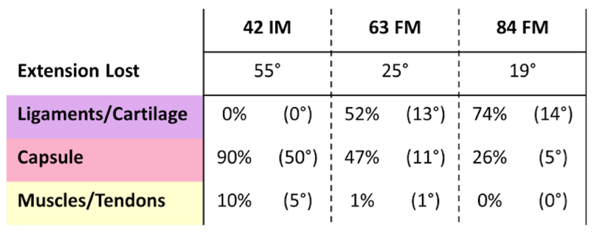 42 IM 63 FM 84 FM
Extension Lost 55° 25° 19°
Ligaments/Cartilage 0% (0°) 52% (13°) 74% (14°)
Capsule 90% (50°) 47% (11°) 26% (5°)
Muscles/Tendons 10% (5°) 1% (1°) 0% (0°)